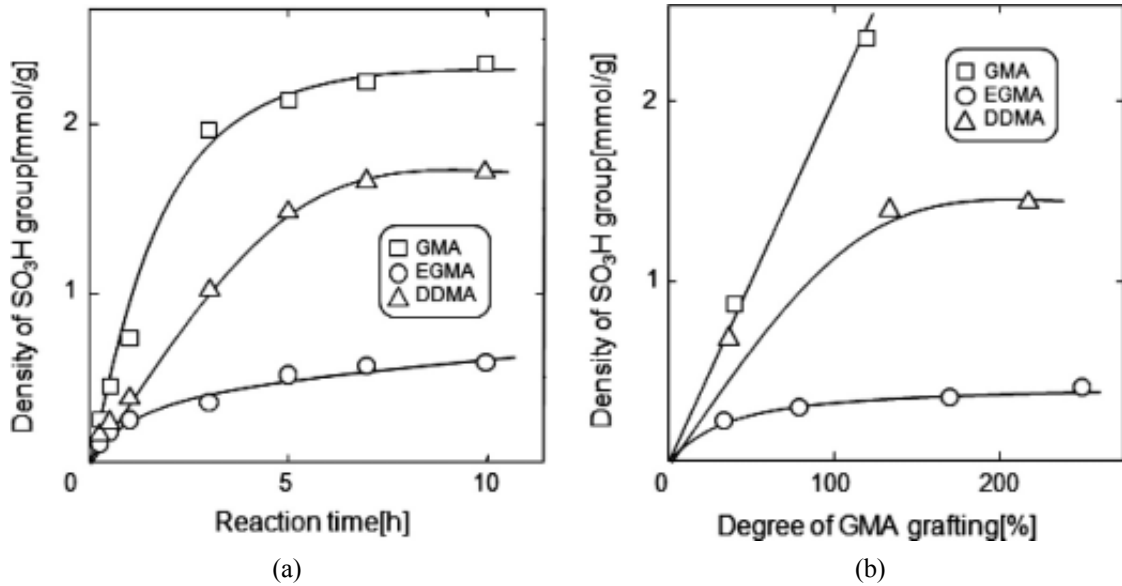 Density of SO₃H group[mmol/g]
2
1
0
5
10
GMA
EGMA
DDMA
Reaction time[h]
(a)
Density of SO₃H group[mmol/g]
2
1
0
100
200
GMA
EGMA
DDMA
Degree of GMA grafting[%]
(b)